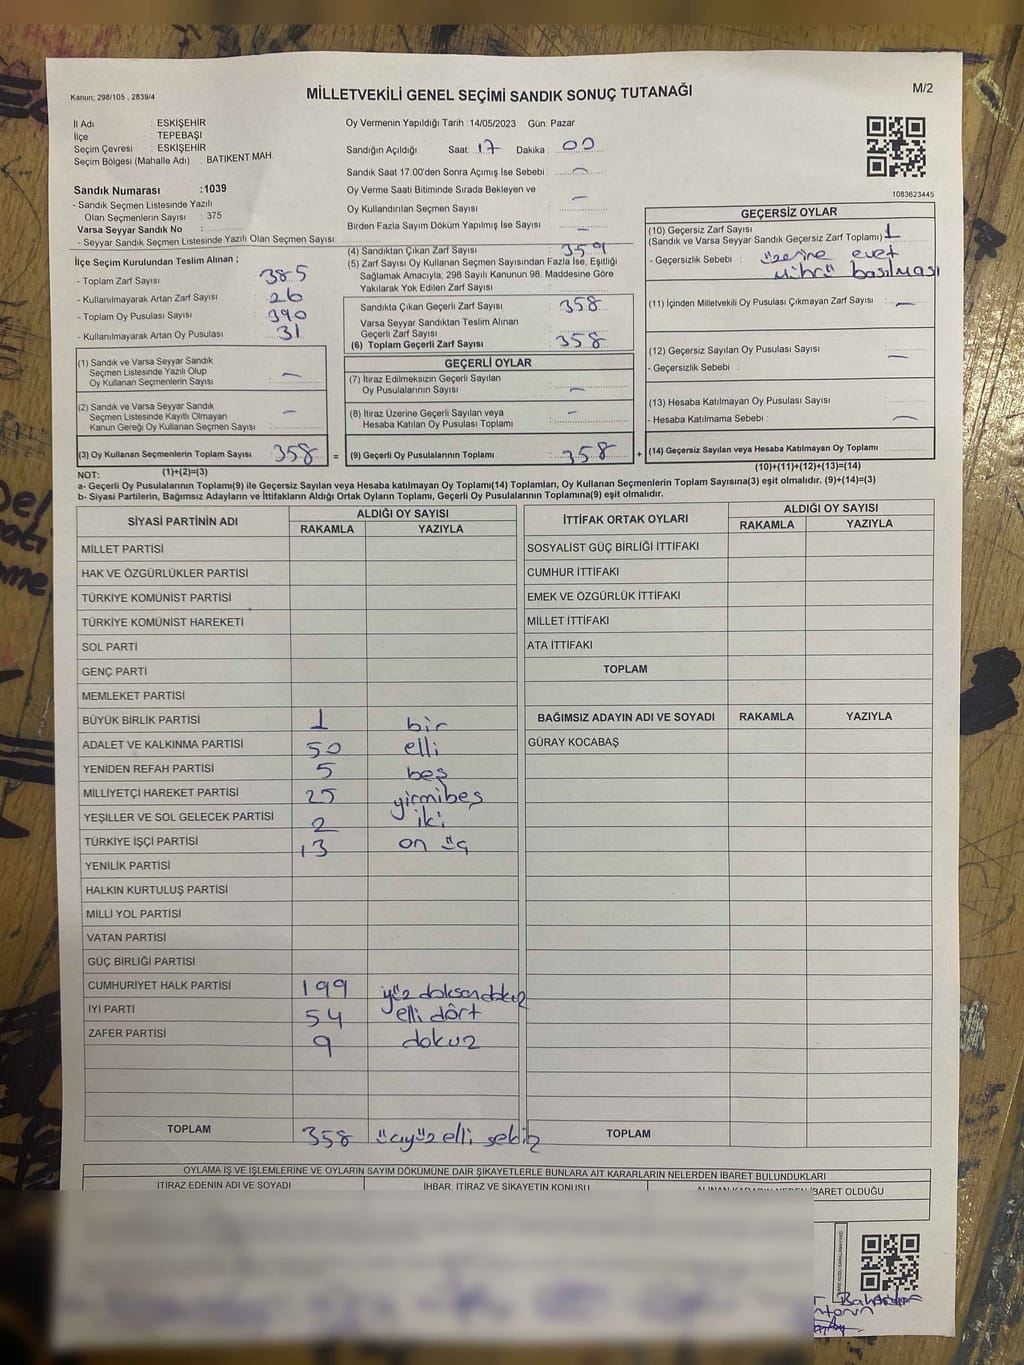 Kanun; 298/105 , 2839/4
MİLLETVEKİLİ GENEL SEÇİMİ SANDIK SONUÇ TUTANAĞI
M/2
İl Adı : ESKİŞEHİR
İlçe : TEPEBAŞI
Seçim Çevresi : ESKİŞEHİR
Seçim Bölgesi (Mahalle Adı) : BATIKENT MAH.
Sandık Numarası :1039
- Sandık Seçmen Listesinde Yazılı
Olan Seçmenlerin Sayısı : 375
Varsa Seyyar Sandık No :
- Seyyar Sandık Seçmen Listesinde Yazılı Olan Seçmen Sayısı:
Oy Vermenin Yapıldığı Tarih :14/05/2023 Gün: Pazar
Sandığın Açıldığı Saat: 17 Dakika : 00
Sandık Saat 17:00'den Sonra Açımış İse Sebebi : —
Oy Verme Saati Bitiminde Sırada Bekleyen ve
Oy Kullandırılan Seçmen Sayısı : —
Birden Fazla Sayım Döküm Yapılmış İse Sayısı : —
1083623445
İlçe Seçim Kurulundan Teslim Alınan ;
- Toplam Zarf Sayısı : 385
- Kullanılmayarak Artan Zarf Sayısı : 26
- Toplam Oy Pusulası Sayısı : 390
- Kullanılmayarak Artan Oy Pusulası : 31
(1) Sandık ve Varsa Seyyar Sandık
Seçmen Listesinde Yazılı Olup
Oy Kullanan Seçmenlerin Sayısı : —
(2) Sandık ve Varsa Seyyar Sandık
Seçmen Listesinde Kayıtlı Olmayan
Kanun Gereği Oy Kullanan Seçmen Sayısı : —
(3) Oy Kullanan Seçmenlerin Toplam Sayısı : 358 =
(1)+(2)=(3)
(4) Sandıktan Çıkan Zarf Sayısı : 359
(5) Zarf Sayısı Oy Kullanan Seçmen Sayısından Fazla İse, Eşitliği
Sağlamak Amacıyla; 298 Sayılı Kanunun 98. Maddesine Göre
Yakılarak Yok Edilen Zarf Sayısı :
Sandıkta Çıkan Geçerli Zarf Sayısı : 358
Varsa Seyyar Sandıktan Teslim Alınan
Geçerli Zarf Sayısı :
(6) Toplam Geçerli Zarf Sayısı : 358
GEÇERLİ OYLAR
(7) İtiraz Edilmeksizin Geçerli Sayılan
Oy Pusulalarının Sayısı : —
(8) İtiraz Üzerine Geçerli Sayılan veya
Hesaba Katılan Oy Pusulası Toplamı : —
(9) Geçerli Oy Pusulalarının Toplamı : 358 +
GEÇERSİZ OYLAR
(10) Geçersiz Zarf Sayısı
(Sandık ve Varsa Seyyar Sandık Geçersiz Zarf Toplamı) : 1
- Geçersizlik Sebebi : üzerine evet
mührü basılması
(11) İçinden Milletvekili Oy Pusulası Çıkmayan Zarf Sayısı : —
(12) Geçersiz Sayılan Oy Pusulası Sayısı : —
- Geçersizlik Sebebi :
(13) Hesaba Katılmayan Oy Pusulası Sayısı :
- Hesaba Katılmama Sebebi : —
(14) Geçersiz Sayılan veya Hesaba Katılmayan Oy Toplamı :
(10)+(11)+(12)+(13)=(14)
NOT:
a- Geçerli Oy Pusulalarının Toplam(9) ile Geçersiz Sayılan veya Hesaba katılmayan Oy Toplamı(14) Toplamları, Oy Kullanan Seçmenlerin Toplam Sayısına(3) eşit olmalıdır. (9)+(14)=(3)
b- Siyasi Partilerin, Bağımsız Adayların ve İttifakların Aldığı Ortak Oyların Toplamı, Geçerli Oy Pusulalarının Toplamına(9) eşit olmalıdır.
SİYASİ PARTİNİN ADI ALDIĞI OY SAYISI
RAKAMLA YAZIYLA
MİLLET PARTİSİ
HAK VE ÖZGÜRLÜKLER PARTİSİ
TÜRKİYE KOMÜNİST PARTİSİ
TÜRKİYE KOMÜNİST HAREKETİ
SOL PARTİ
GENÇ PARTİ
MEMLEKET PARTİSİ
BÜYÜK BİRLİK PARTİSİ 1 bir
ADALET VE KALKINMA PARTİSİ 50 elli
YENİDEN REFAH PARTİSİ 5 beş
MİLLİYETÇİ HAREKET PARTİSİ 25 yirmibeş
YEŞİLLER VE SOL GELECEK PARTİSİ 2 iki
TÜRKİYE İŞÇİ PARTİSİ 13 on üç
YENİLİK PARTİSİ
HALKIN KURTULUŞ PARTİSİ
MİLLİ YOL PARTİSİ
VATAN PARTİSİ
GÜÇ BİRLİĞİ PARTISI
CUMHURİYET HALK PARTİSİ 199 yüz doksandokuz
İYİ PARTİ 54 elli dört
ZAFER PARTİSİ 9 dokuz
TOPLAM 358 üçyüz elli sekiz
İTTİFAK ORTAK OYLARI ALDIĞI OY SAYISI
RAKAMLA YAZIYLA
SOSYALİST GÜÇ BİRLİĞİ İTTİFAKI
CUMHUR İTTİFAKI
EMEK VE ÖZGÜRLÜK İTTİFAKI
MİLLET İTTİFAKI
ATA İTTİFAKI
TOPLAM
BAĞIMSIZ ADAYIN ADI VE SOYADI RAKAMLA YAZIYLA
GÜRAY KOCABAŞ
TOPLAM
OYLAMA İŞ VE İŞLEMLERİNE VE OYLARIN SAYIM DÖKÜMÜNE DAİR ŞİKAYETLERLE BUNLARA AİT KARARLARIN NELERDEN İBARET BULUNDUKLARI
İTİRAZ EDENİN ADI VE SOYADI İHBAR, İTİRAZ VE ŞİKAYETİN KONUSU ALINAN KARARIN NEDEN İBARET OLDUĞU